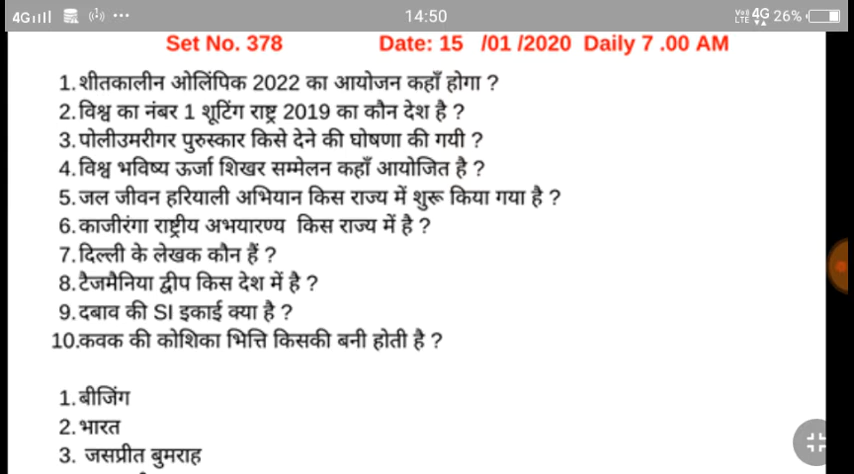 4G 14:50 VoD LTE 4G 26%
Set No. 378 Date: 15 /01 /2020 Daily 7 .00 AM
1. शीतकालीन ओलिंपिक 2022 का आयोजन कहाँ होगा ?
2. विश्व का नंबर 1 शूटिंग राष्ट्र 2019 का कौन देश है ?
3. पोलीउमरीगर पुरुस्कार किसे देने की घोषणा की गयी ?
4. विश्व भविष्य ऊर्जा शिखर सम्मेलन कहाँ आयोजित है ?
5. जल जीवन हरियाली अभियान किस राज्य में शुरू किया गया है ?
6. काजीरंगा राष्ट्रीय अभयारण्य किस राज्य में है ?
7. दिल्ली के लेखक कौन हैं ?
8. टैजमैनिया द्वीप किस देश में है ?
9. दबाव की SI इकाई क्या है ?
10.कवक की कोशिका भित्ति किसकी बनी होती है ?
1. बीजिंग
2. भारत
3. जसप्रीत बुमराह